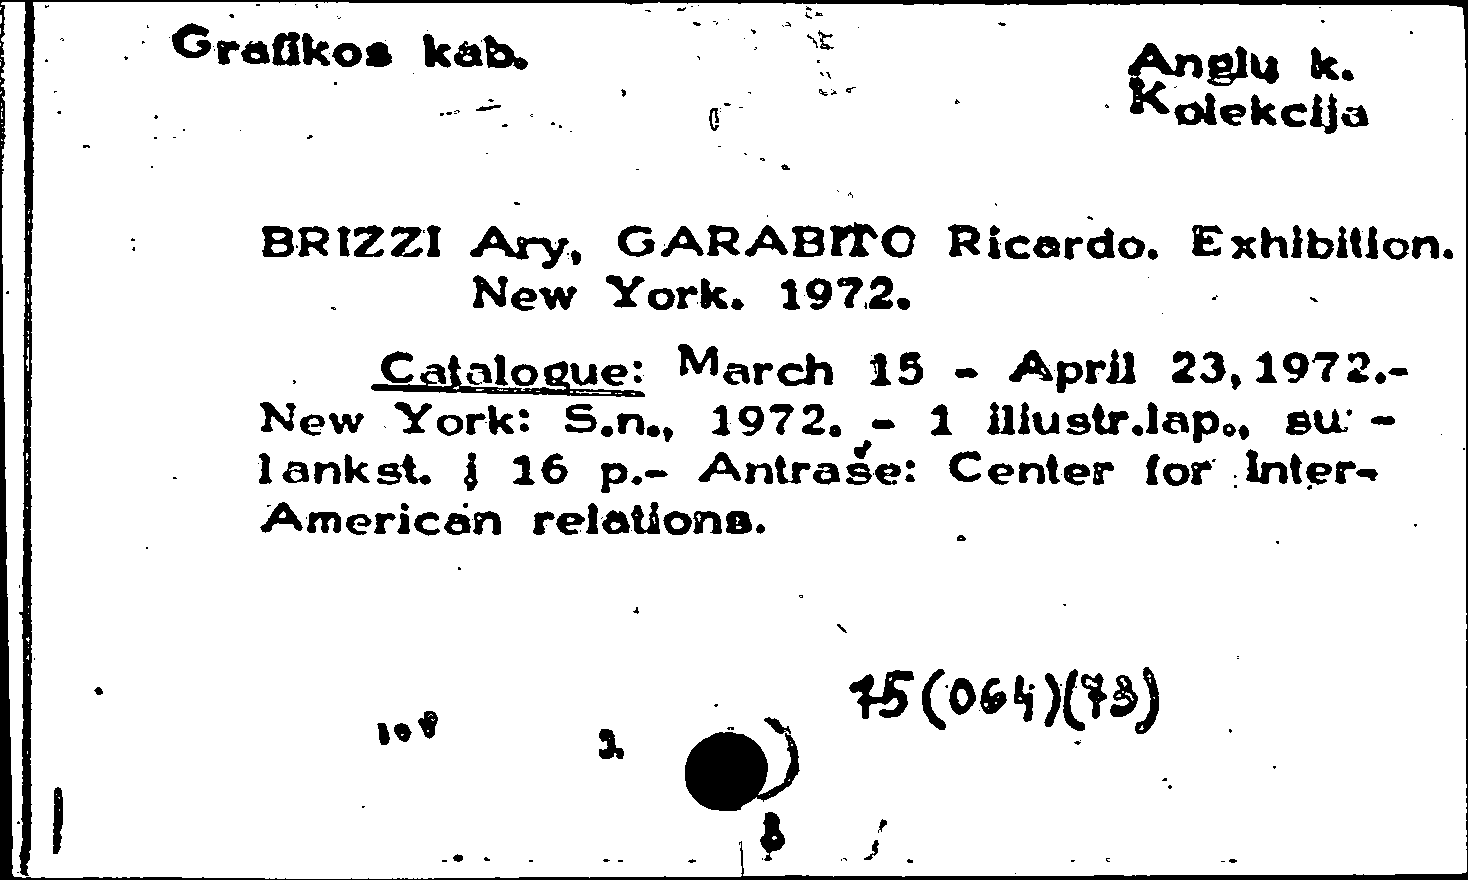 Grafikos kab.
Anglų k.
Kolekcija
BRIZZI Ary, GARABITO Ricardo. Exhibition.
New York. 1972.
Catalogue: March 15 - April 23, 1972.-
New York: S.n., 1972. - 1 iliustr.lap., su -
lankst. į 16 p.- Antraše: Center for Inter-
American relations.
75(064)(73)